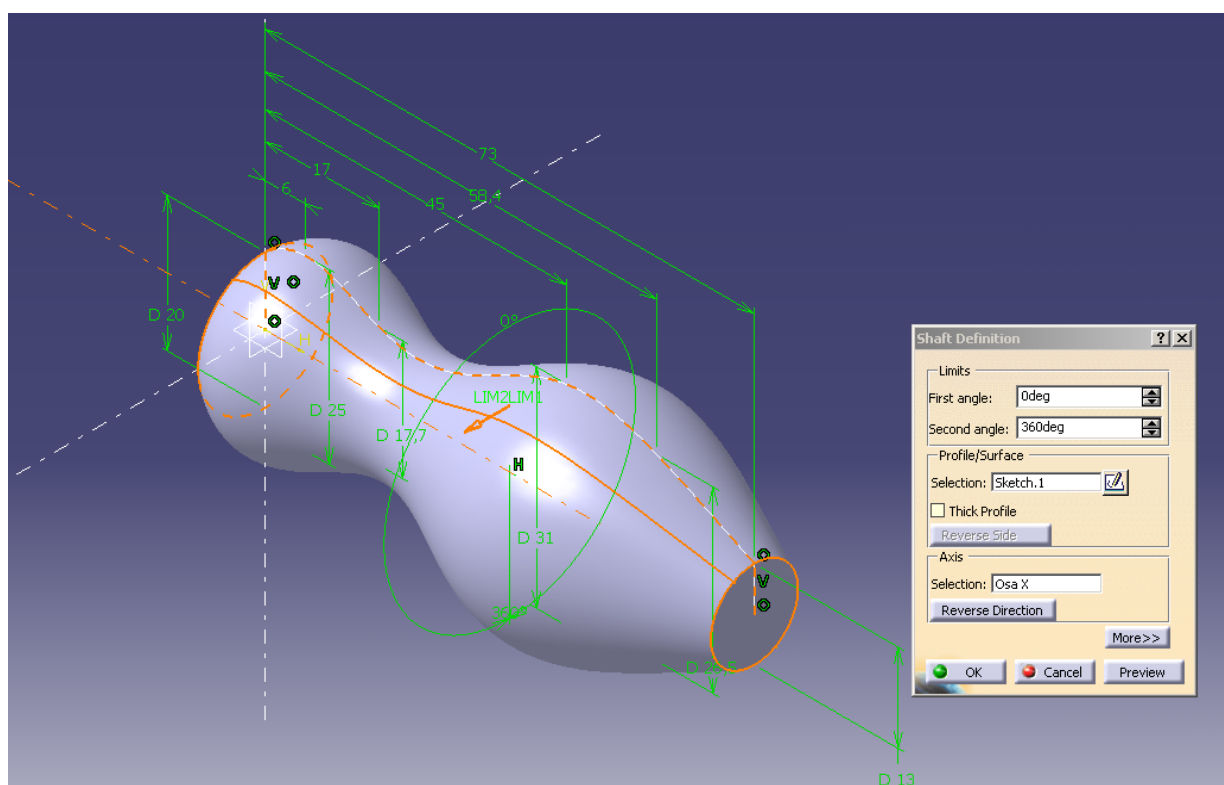 73
17
58,4
6
45
V
D 20
H
0°
LIM2LIM1
D 25
D 17,7
H
D 31
360°
V
D 13
Shaft Definition
Limits
First angle: 0deg
Second angle: 360deg
Profile/Surface
Selection: Sketch.1
Thick Profile
Reverse Side
Axis
Selection: Osa X
Reverse Direction
More>>
OK Cancel Preview